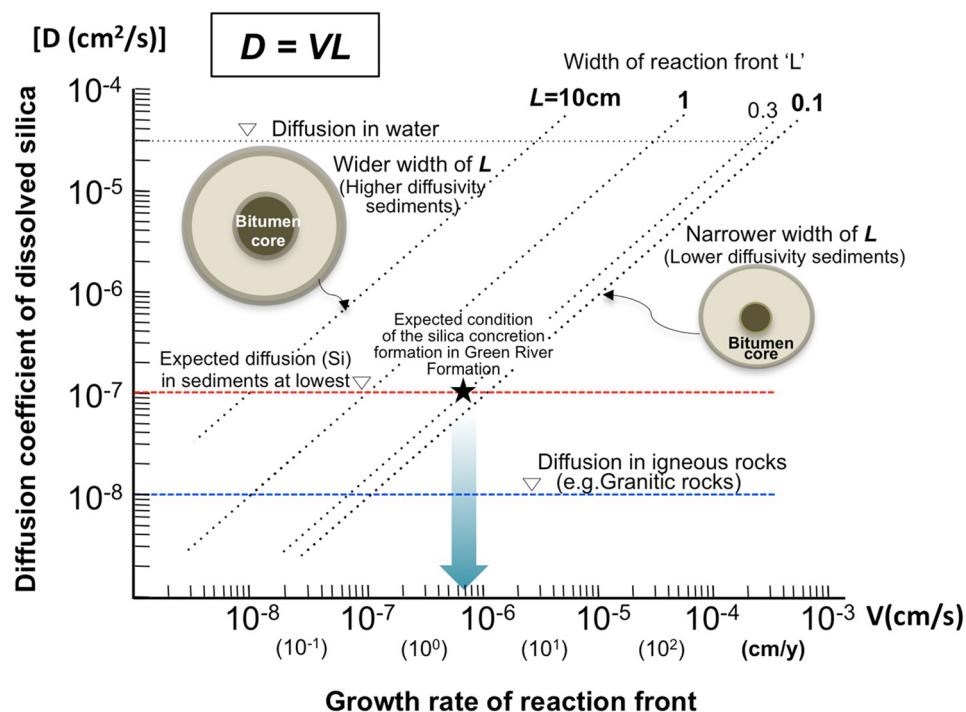 [D (cm²/s)]
D = VL
Width of reaction front ‘L’
L=10cm
1
0.3
0.1
Diffusion in water
Wider width of L
(Higher diffusivity
sediments)
Bitumen
core
Narrower width of L
(Lower diffusivity sediments)
Bitumen
core
Expected condition
of the silica concretion
formation in Green River
Formation
Expected diffusion (Si)
in sediments at lowest
Diffusion in igneous rocks
(e.g.Granitic rocks)
Diffusion coefficient of dissolved silica
10⁻⁴
10⁻⁵
10⁻⁶
10⁻⁷
10⁻⁸
10⁻⁸ 10⁻⁷ 10⁻⁶ 10⁻⁵ 10⁻⁴ 10⁻³ V(cm/s)
(10⁻¹) (10⁰) (10¹) (10²) (cm/y)
Growth rate of reaction front